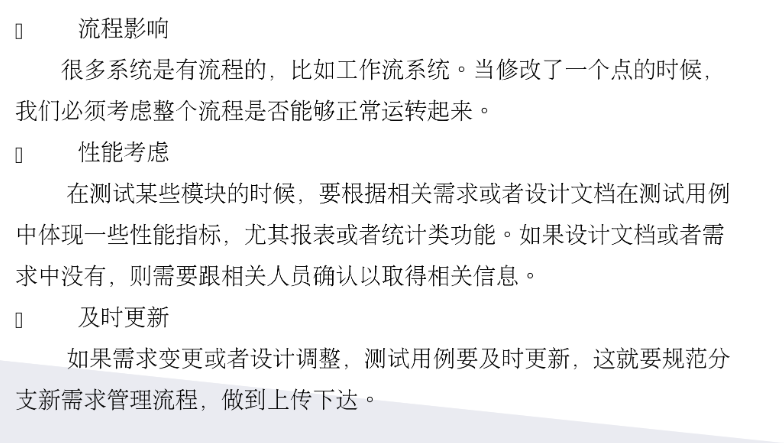 流程影响
很多系统是有流程的，比如工作流系统。当修改了一个点的时候，
我们必须考虑整个流程是否能够正常运转起来。
性能考虑
在测试某些模块的时候，要根据相关需求或者设计文档在测试用例
中体现一些性能指标，尤其报表或者统计类功能。如果设计文档或者需
求中没有，则需要跟相关人员确认以取得相关信息。
及时更新
如果需求变更或者设计调整，测试用例要及时更新，这就要规范分
支新需求管理流程，做到上传下达。